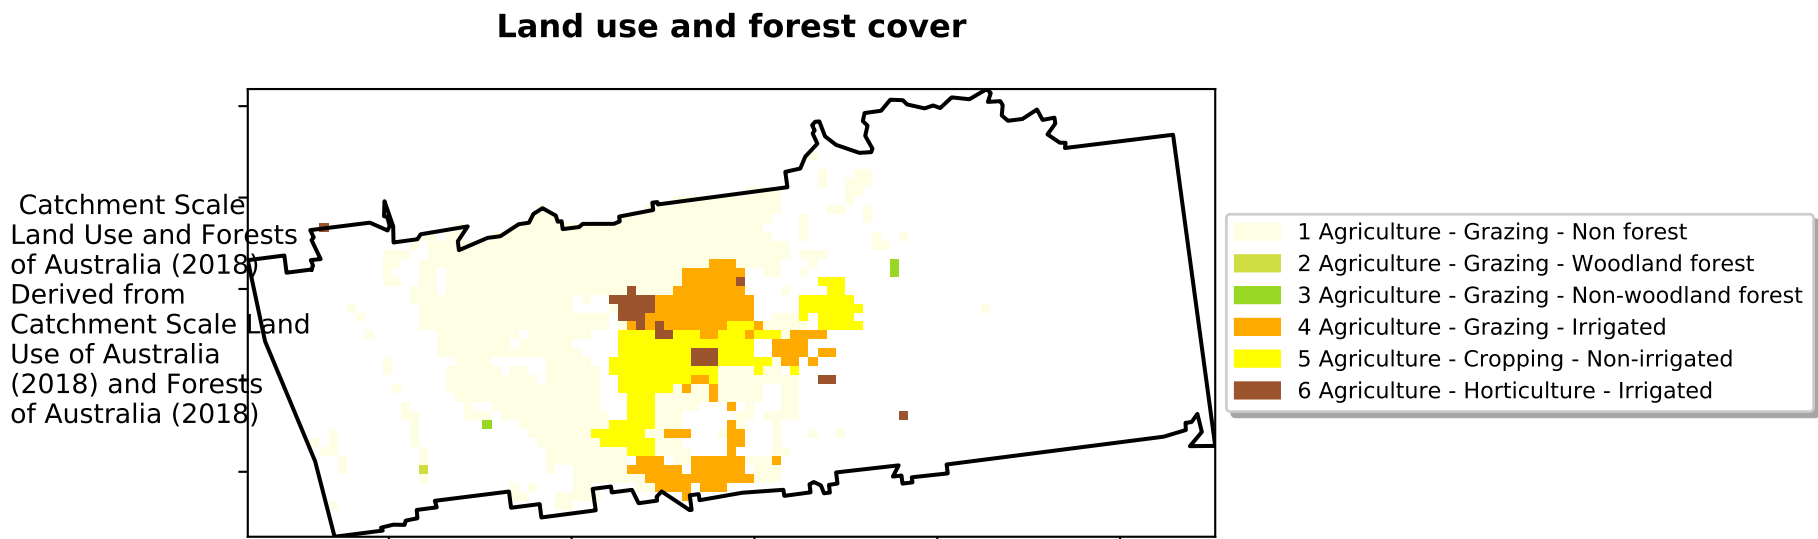 Land use and forest cover
Catchment Scale
Land Use and Forests
of Australia (2018)
Derived from
Catchment Scale Land
Use of Australia
(2018) and Forests
of Australia (2018)
1 Agriculture - Grazing - Non forest
2 Agriculture - Grazing - Woodland forest
3 Agriculture - Grazing - Non-woodland forest
4 Agriculture - Grazing - Irrigated
5 Agriculture - Cropping - Non-irrigated
6 Agriculture - Horticulture - Irrigated